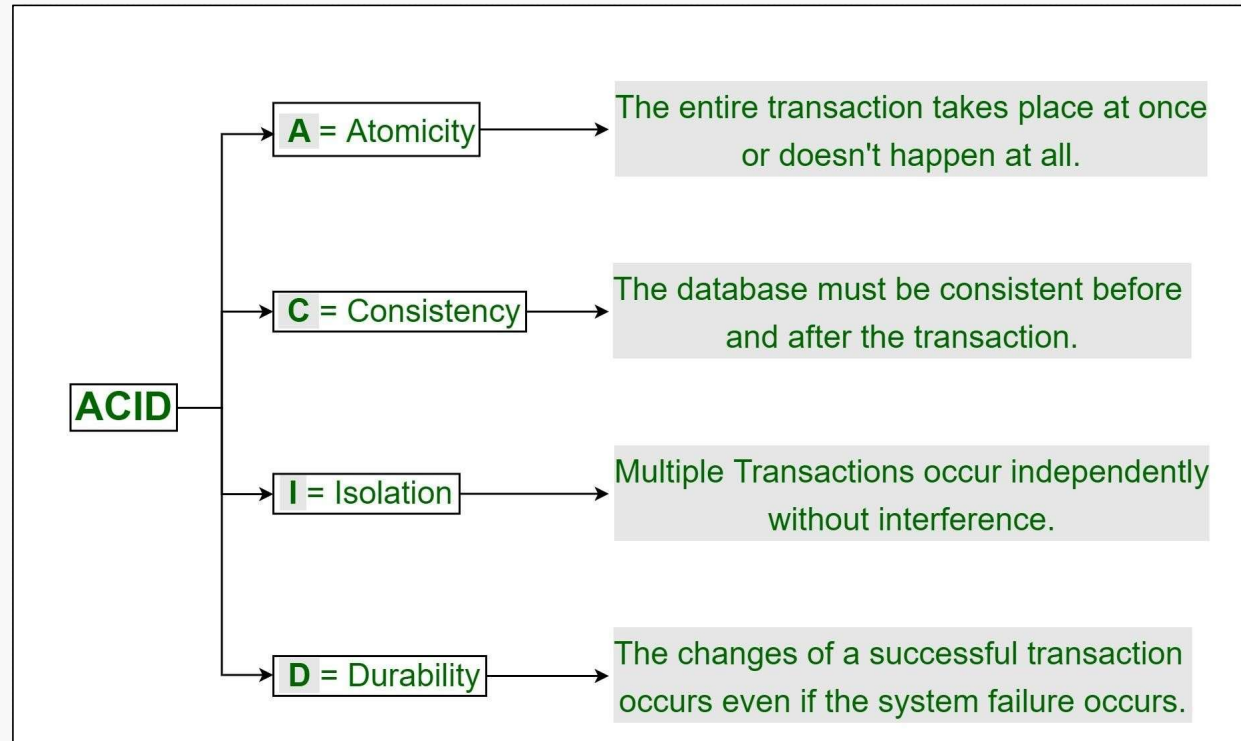 A = Atomicity
The entire transaction takes place at once
or doesn't happen at all.
C = Consistency
The database must be consistent before
and after the transaction.
ACID
I = Isolation
Multiple Transactions occur independently
without interference.
D = Durability
The changes of a successful transaction
occurs even if the system failure occurs.